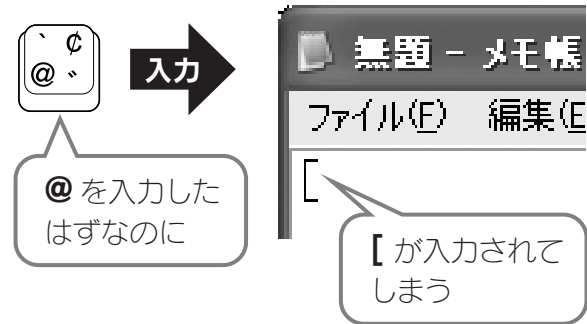 ` ¢
@ 〃
入力
無題 - メモ帳
ファイル(F) 編集(E
[
@ を入力した
はずなのに
[ が入力されて
しまう